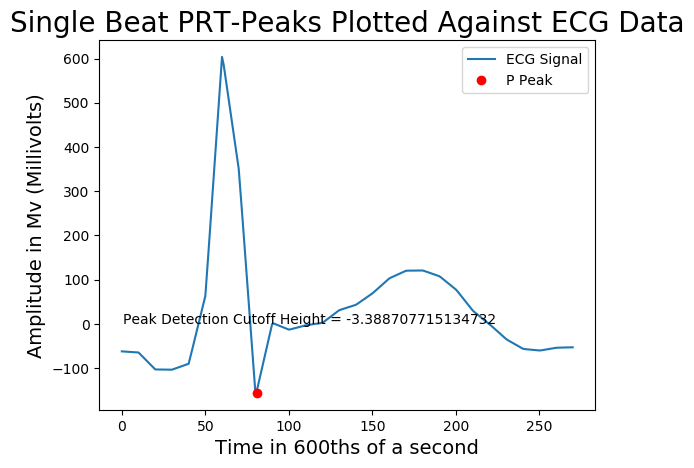 Single Beat PRT-Peaks Plotted Against ECG Data
ECG Signal
P Peak
Amplitude in Mv (Millivolts)
600
500
400
300
200
100
0
−100
Peak Detection Cutoff Height = -3.388707715134732
0 50 100 150 200 250
Time in 600ths of a second